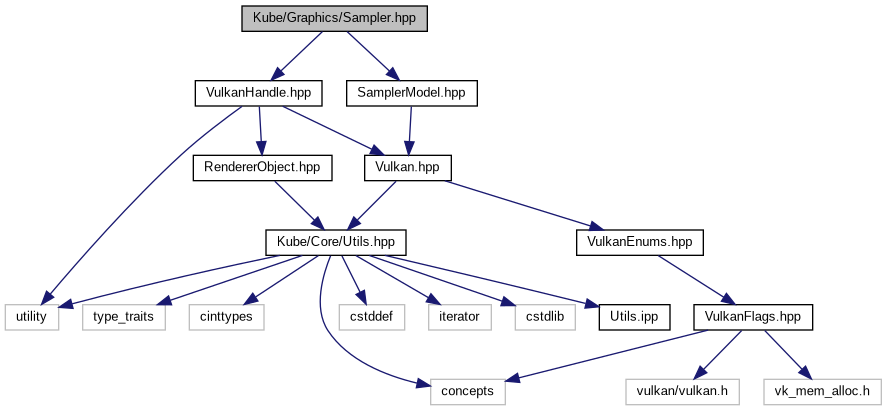 Kube/Graphics/Sampler.hpp
VulkanHandle.hpp
SamplerModel.hpp
RendererObject.hpp
Vulkan.hpp
Kube/Core/Utils.hpp
VulkanEnums.hpp
utility
type_traits
cinttypes
cstddef
iterator
cstdlib
Utils.ipp
VulkanFlags.hpp
concepts
vulkan/vulkan.h
vk_mem_alloc.h